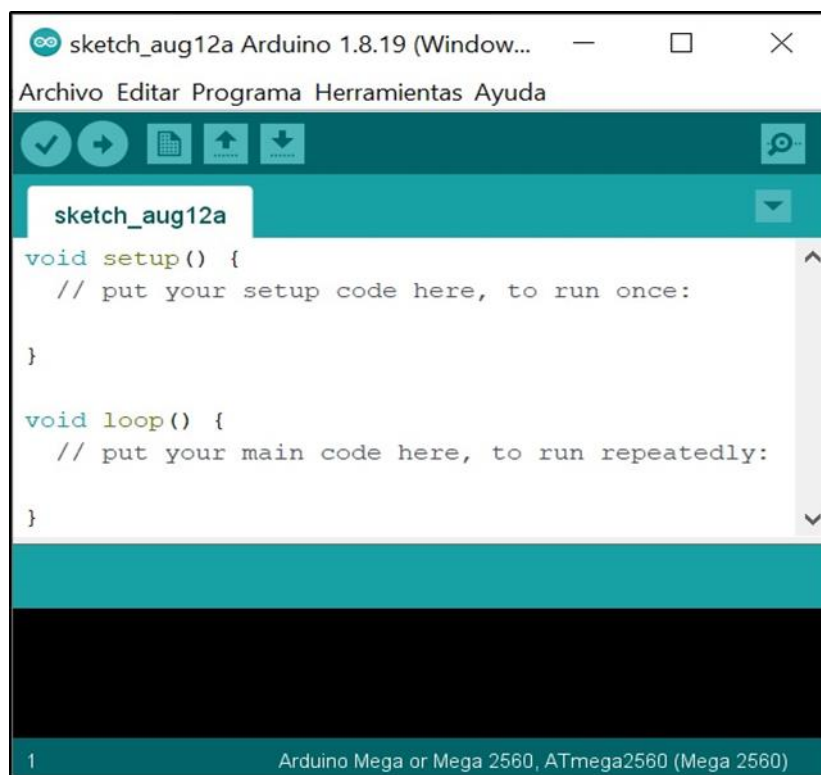 sketch_aug12a Arduino 1.8.19 (Window...
Archivo Editar Programa Herramientas Ayuda
sketch_aug12a
void setup() {
// put your setup code here, to run once:
}
void loop() {
// put your main code here, to run repeatedly:
}
1 Arduino Mega or Mega 2560, ATmega2560 (Mega 2560)